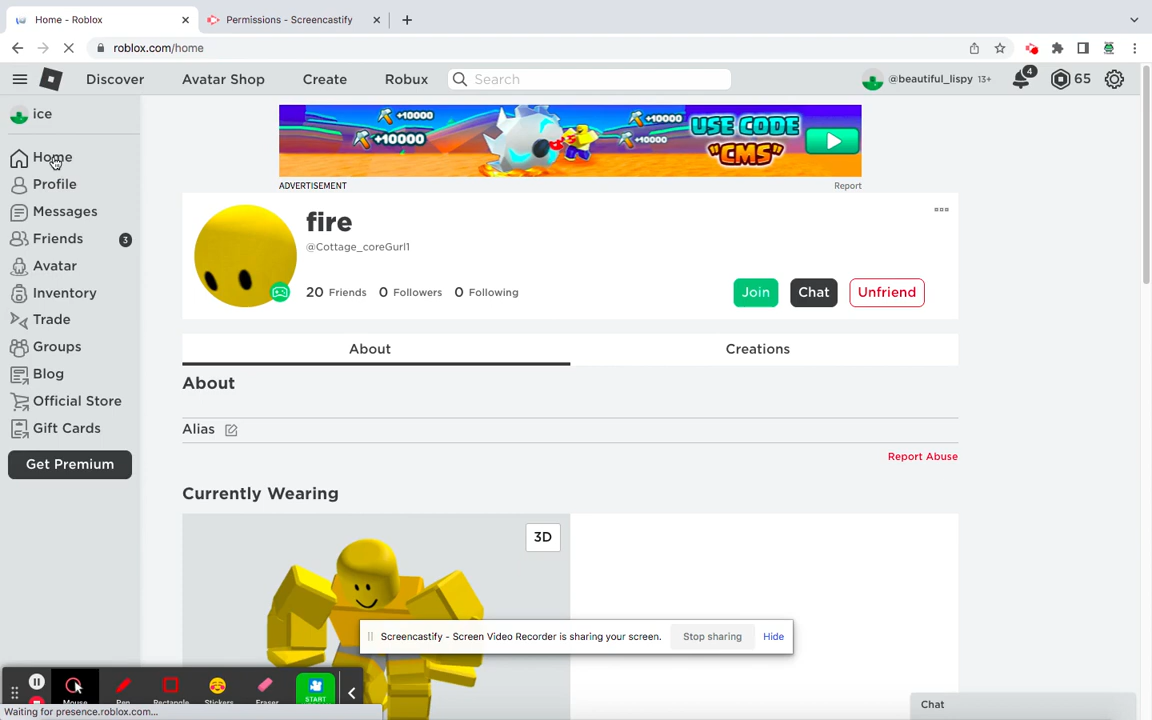 Home - Roblox
Permissions - Screencastify
roblox.com/home
Discover
Avatar Shop
Create
Robux
Search
@beautiful_lispy 13+
4
65
ice
Home
Profile
Messages
Friends
3
Avatar
Inventory
Trade
Groups
Blog
Official Store
Gift Cards
Get Premium
+10000
+10000
+10000
+10000
USE CODE
"CMS"
ADVERTISEMENT
Report
fire
@Cottage_coreGurl1
20 Friends 0 Followers 0 Following
Join
Chat
Unfriend
About
Creations
About
Alias
Report Abuse
Currently Wearing
3D
Screencastify - Screen Video Recorder is sharing your screen.
Stop sharing
Hide
Mouse
Pen
Rectangle
Stickers
Eraser
START
Waiting for presence.roblox.com...
Chat